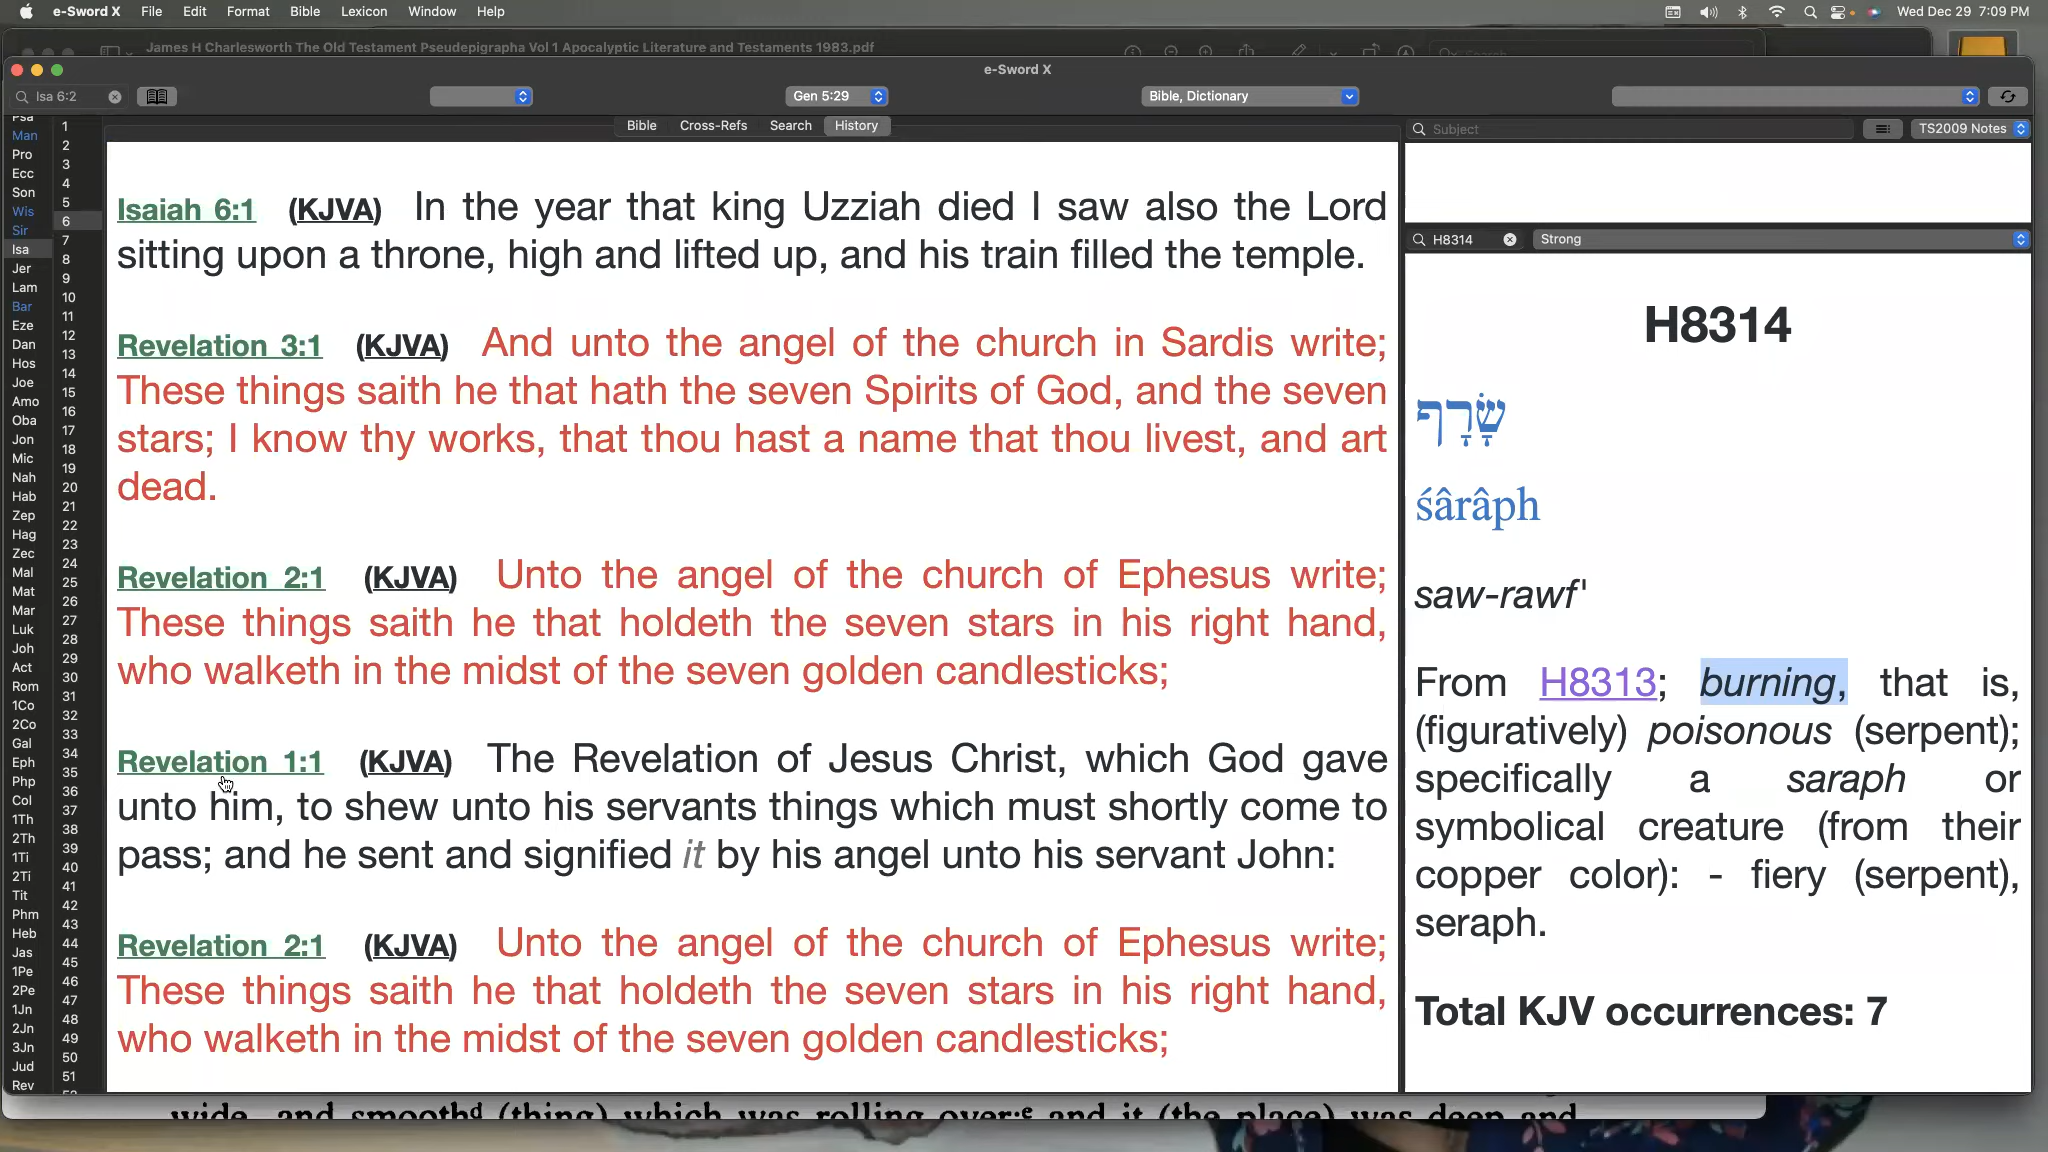 e-Sword X File Edit Format Bible Lexicon Window Help Wed Dec 29 7:09 PM
James H Charlesworth The Old Testament Pseudepigrapha Vol 1 Apocalyptic Literature and Testaments 1983.pdf
Search
e-Sword X
Isa 6:2
Gen 5:29
Bible, Dictionary
Bible Cross-Refs Search History
Subject
TS2009 Notes
Psa
Man
Pro
Ecc
Son
Wis
Sir
Isa
Jer
Lam
Bar
Eze
Dan
Hos
Joe
Amo
Oba
Jon
Mic
Nah
Hab
Zep
Hag
Zec
Mal
Mat
Mar
Luk
Joh
Act
Rom
1Co
2Co
Gal
Eph
Php
Col
1Th
2Th
1Ti
2Ti
Tit
Phm
Heb
Jas
1Pe
2Pe
1Jn
2Jn
3Jn
Jud
Rev
1
2
3
4
5
6
7
8
9
10
11
12
13
14
15
16
17
18
19
20
21
22
23
24
25
26
27
28
29
30
31
32
33
34
35
36
37
38
39
40
41
42
43
44
45
46
47
48
49
50
51
Isaiah 6:1 (KJVA) In the year that king Uzziah died I saw also the Lord
sitting upon a throne, high and lifted up, and his train filled the temple.
Revelation 3:1 (KJVA) And unto the angel of the church in Sardis write;
These things saith he that hath the seven Spirits of God, and the seven
stars; I know thy works, that thou hast a name that thou livest, and art
dead.
Revelation 2:1 (KJVA) Unto the angel of the church of Ephesus write;
These things saith he that holdeth the seven stars in his right hand,
who walketh in the midst of the seven golden candlesticks;
Revelation 1:1 (KJVA) The Revelation of Jesus Christ, which God gave
unto him, to shew unto his servants things which must shortly come to
pass; and he sent and signified it by his angel unto his servant John:
Revelation 2:1 (KJVA) Unto the angel of the church of Ephesus write;
These things saith he that holdeth the seven stars in his right hand,
who walketh in the midst of the seven golden candlesticks;
H8314
Strong
H8314
שָׂרָף
śârâph
saw-rawf'
From H8313; burning, that is,
(figuratively) poisonous (serpent);
specifically a saraph or
symbolical creature (from their
copper color): - fiery (serpent),
seraph.
Total KJV occurrences: 7
wide, and smoothd (thing) which was rolling over;e and it (the place) was deep and